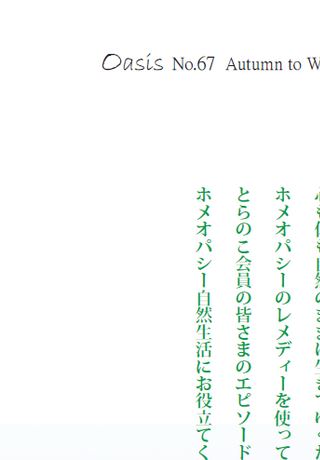 Oasis No.67 Autumn to W
ホメオパシーのレメディーを使って
とらのこ会員の皆さまのエピソード
ホメオパシー自然生活にお役立てく